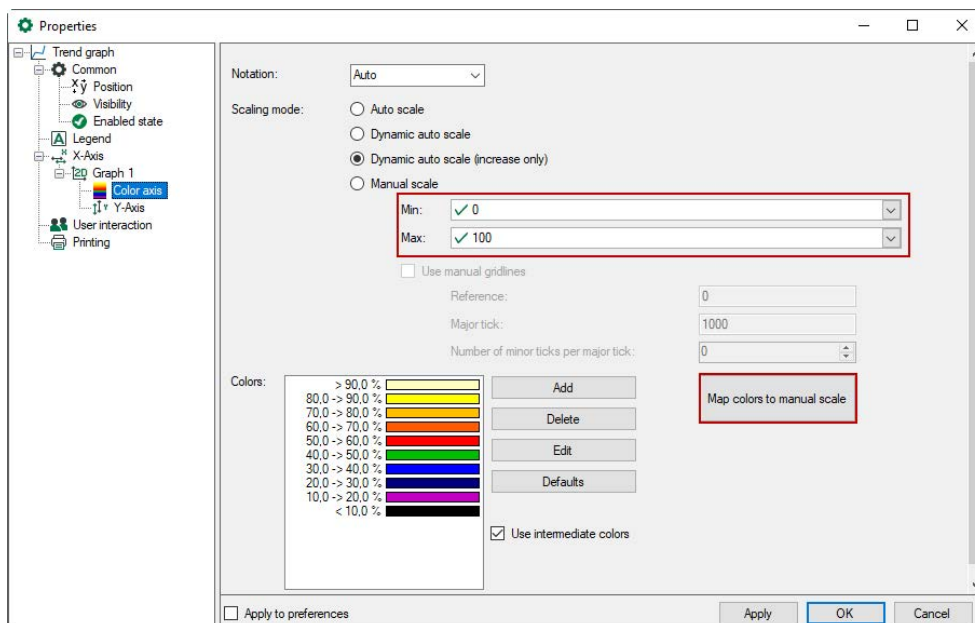 Properties
Trend graph
Common
Position
Visibility
Enabled state
Legend
X-Axis
Graph 1
Color axis
Y-Axis
User interaction
Printing
Notation: Auto
Scaling mode: Auto scale
Dynamic auto scale
Dynamic auto scale (increase only)
Manual scale
Min: 0
Max: 100
Use manual gridlines
Reference: 0
Major tick: 1000
Number of minor ticks per major tick: 0
Colors:
> 90,0 %
80,0 -> 90,0 %
70,0 -> 80,0 %
60,0 -> 70,0 %
50,0 -> 60,0 %
40,0 -> 50,0 %
30,0 -> 40,0 %
20,0 -> 30,0 %
10,0 -> 20,0 %
< 10,0 %
Add
Delete
Edit
Defaults
Map colors to manual scale
Use intermediate colors
Apply to preferences
Apply OK Cancel